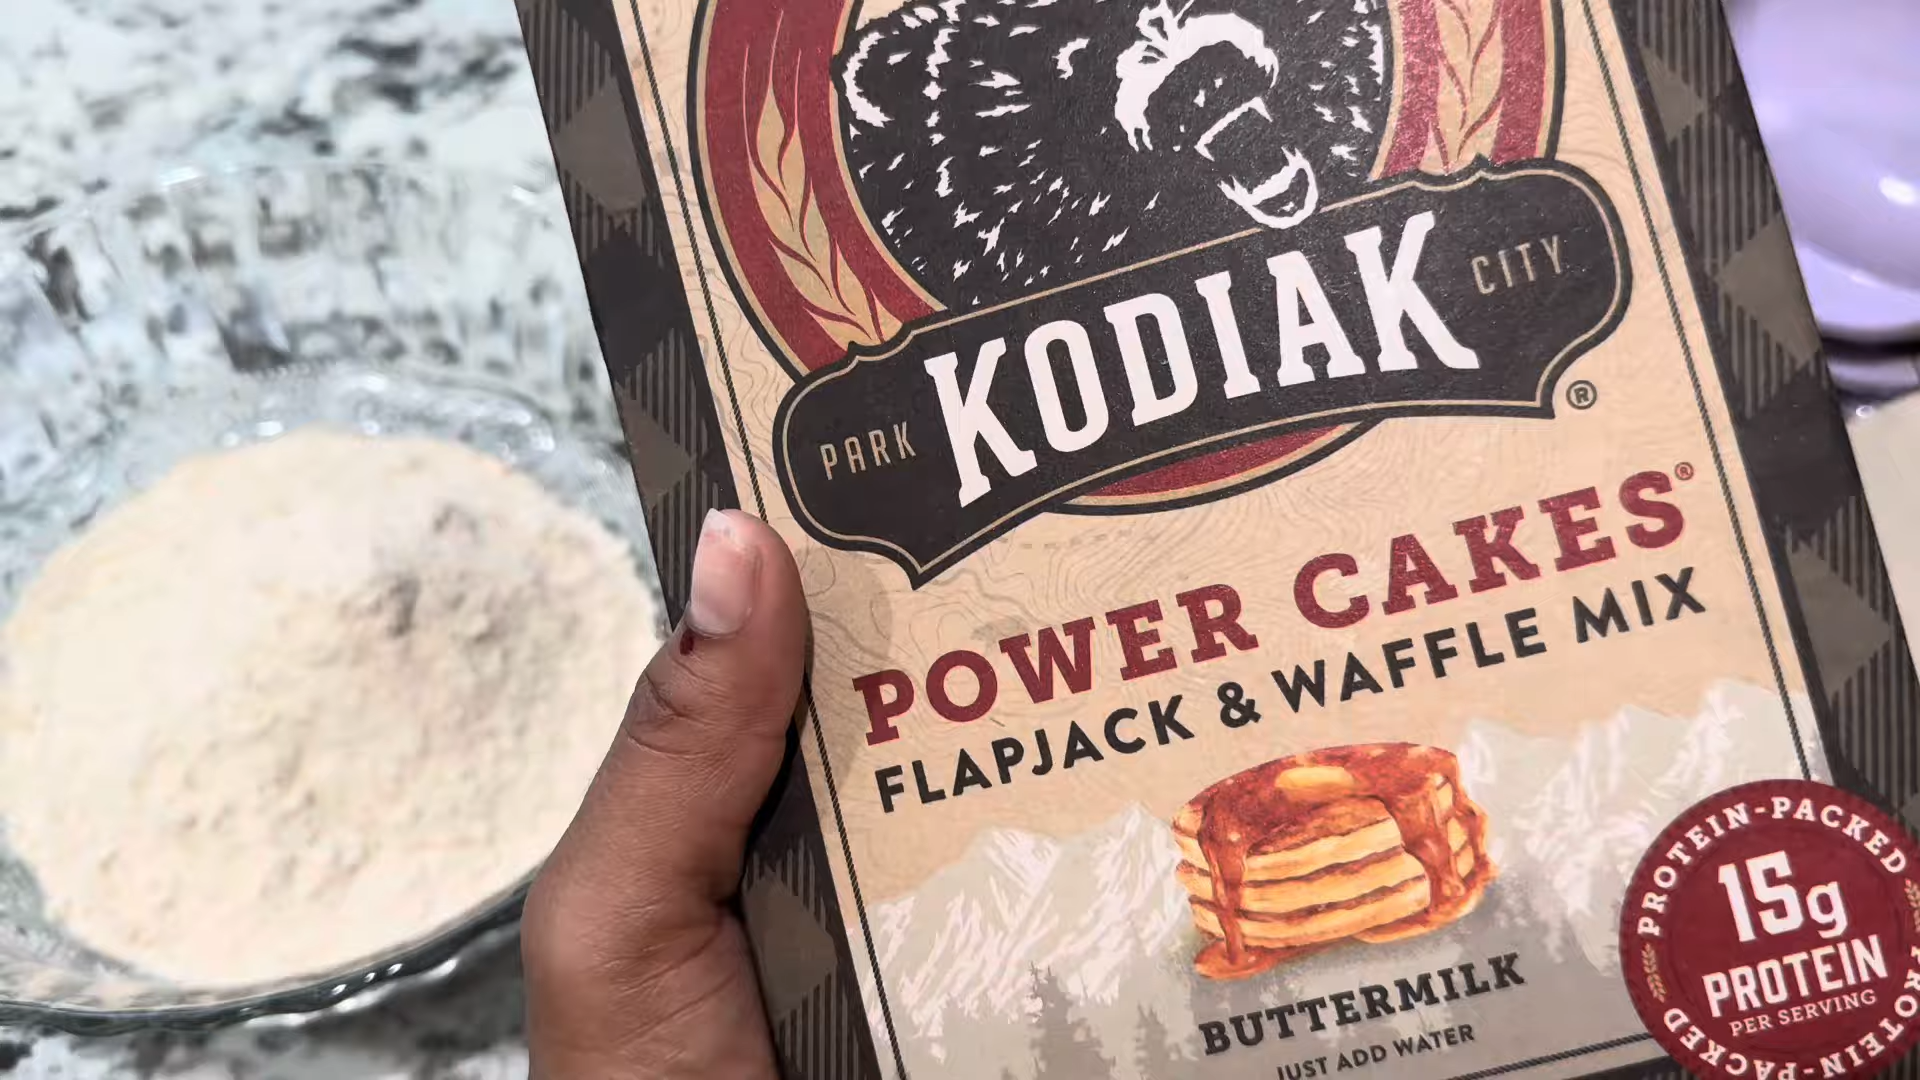 PARK KODIAK CITY ®
POWER CAKES®
FLAPJACK & WAFFLE MIX
BUTTERMILK
JUST ADD WATER
PROTEIN-PACKED
15g
PROTEIN
PER SERVING
PROTEIN-PACKED